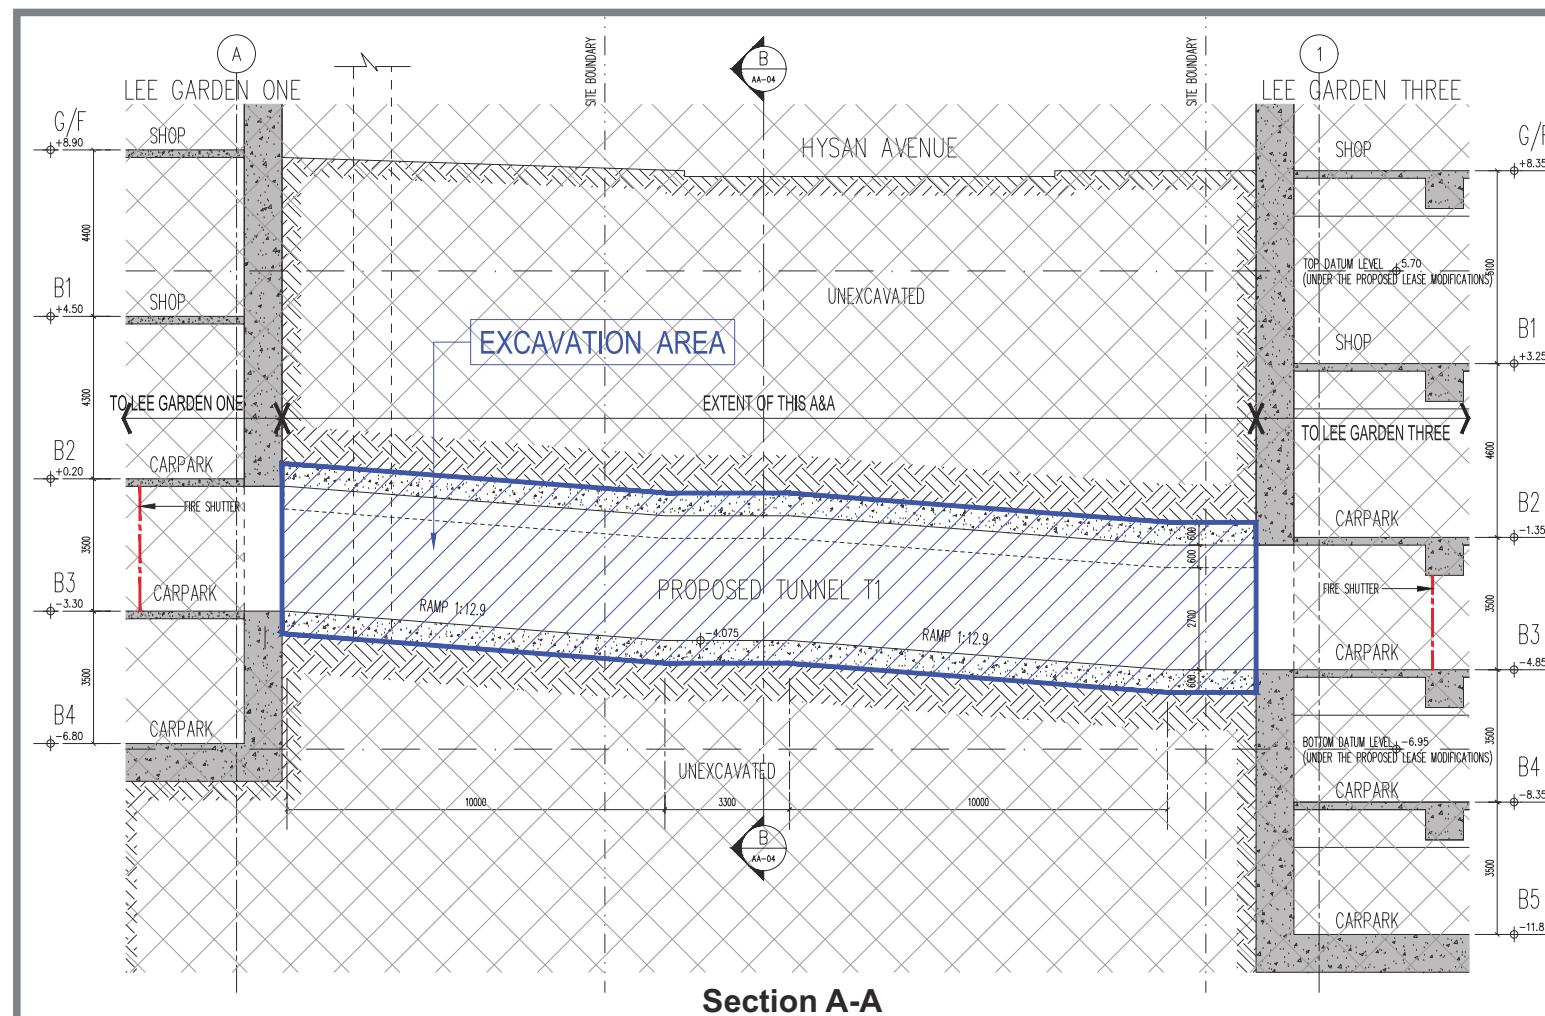 A
B
AA-04
1
SITE BOUNDARY
SITE BOUNDARY
LEE GARDEN ONE
LEE GARDEN THREE
G/F
+8.90
SHOP
HYSAN AVENUE
SHOP
G/F
+8.35
4400
TOP DATUM LEVEL 5.70
(UNDER THE PROPOSED LEASE MODIFICATIONS)
5100
B1
+4.50
SHOP
UNEXCAVATED
EXCAVATION AREA
SHOP
B1
+3.25
4300
TO LEE GARDEN ONE
EXTENT OF THIS A&A
TO LEE GARDEN THREE
4600
B2
+0.20
CARPARK
FIRE SHUTTER
CARPARK
B2
-1.35
3500
600
600
2700
600
B3
-3.30
CARPARK
PROPOSED TUNNEL T1
RAMP 1:12.9
-4.075
RAMP 1:12.9
FIRE SHUTTER
3500
CARPARK
B3
-4.85
3500
B4
-6.80
CARPARK
UNEXCAVATED
BOTTOM DATUM LEVEL -6.95
(UNDER THE PROPOSED LEASE MODIFICATIONS)
3500
CARPARK
B4
-8.35
10000
3300
10000
B
AA-04
3500
CARPARK
B5
-11.8
Section A-A